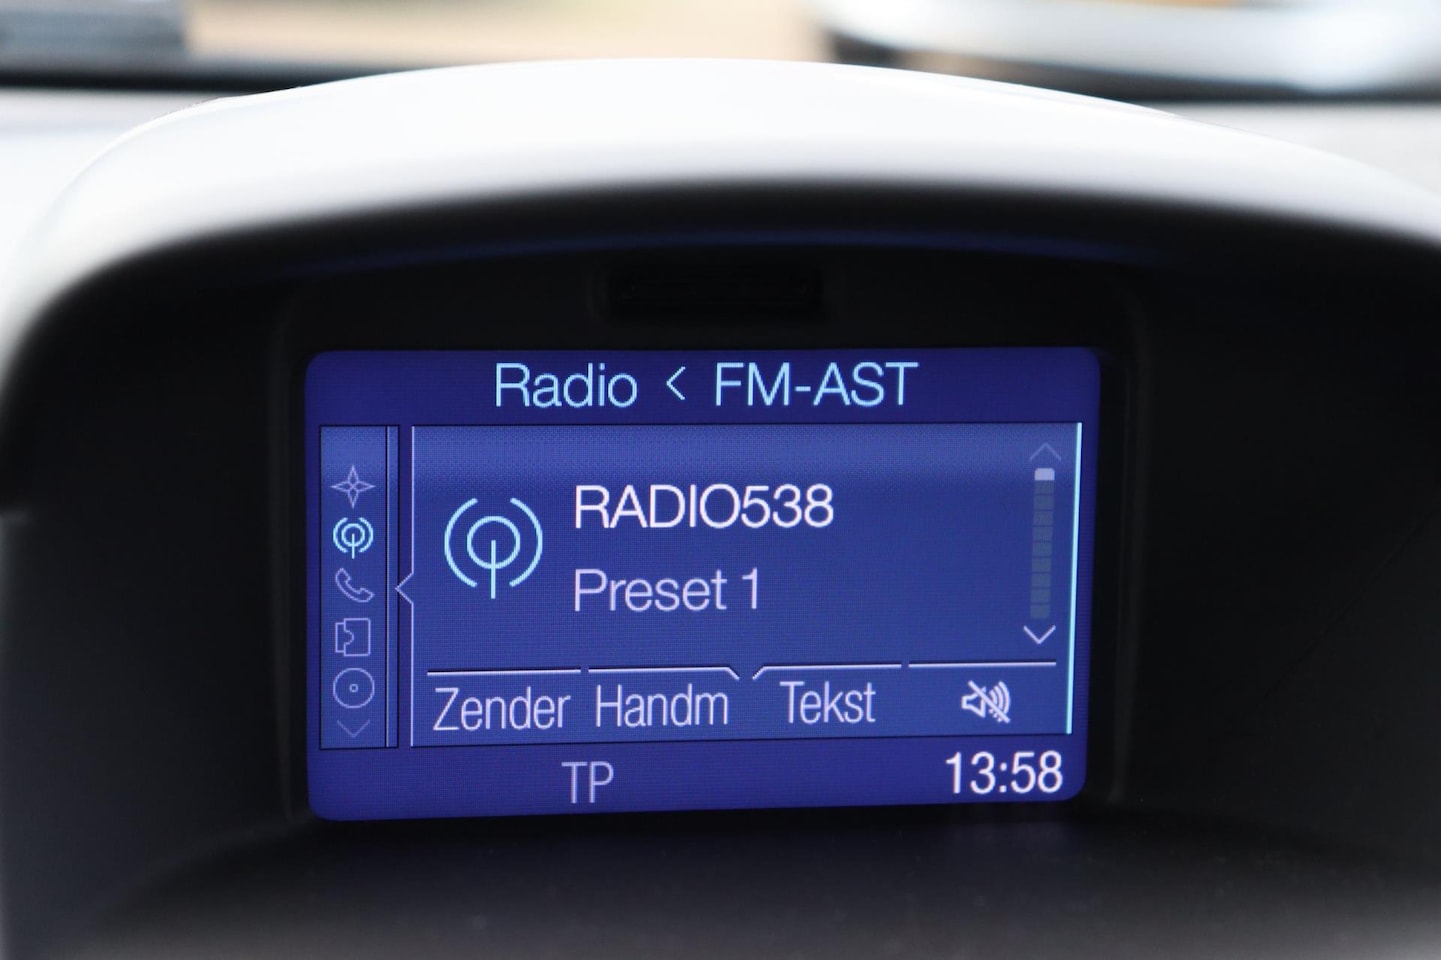 Radio < FM-AST
RADIO538
Preset 1
Zender Handm Tekst
TP 13:58